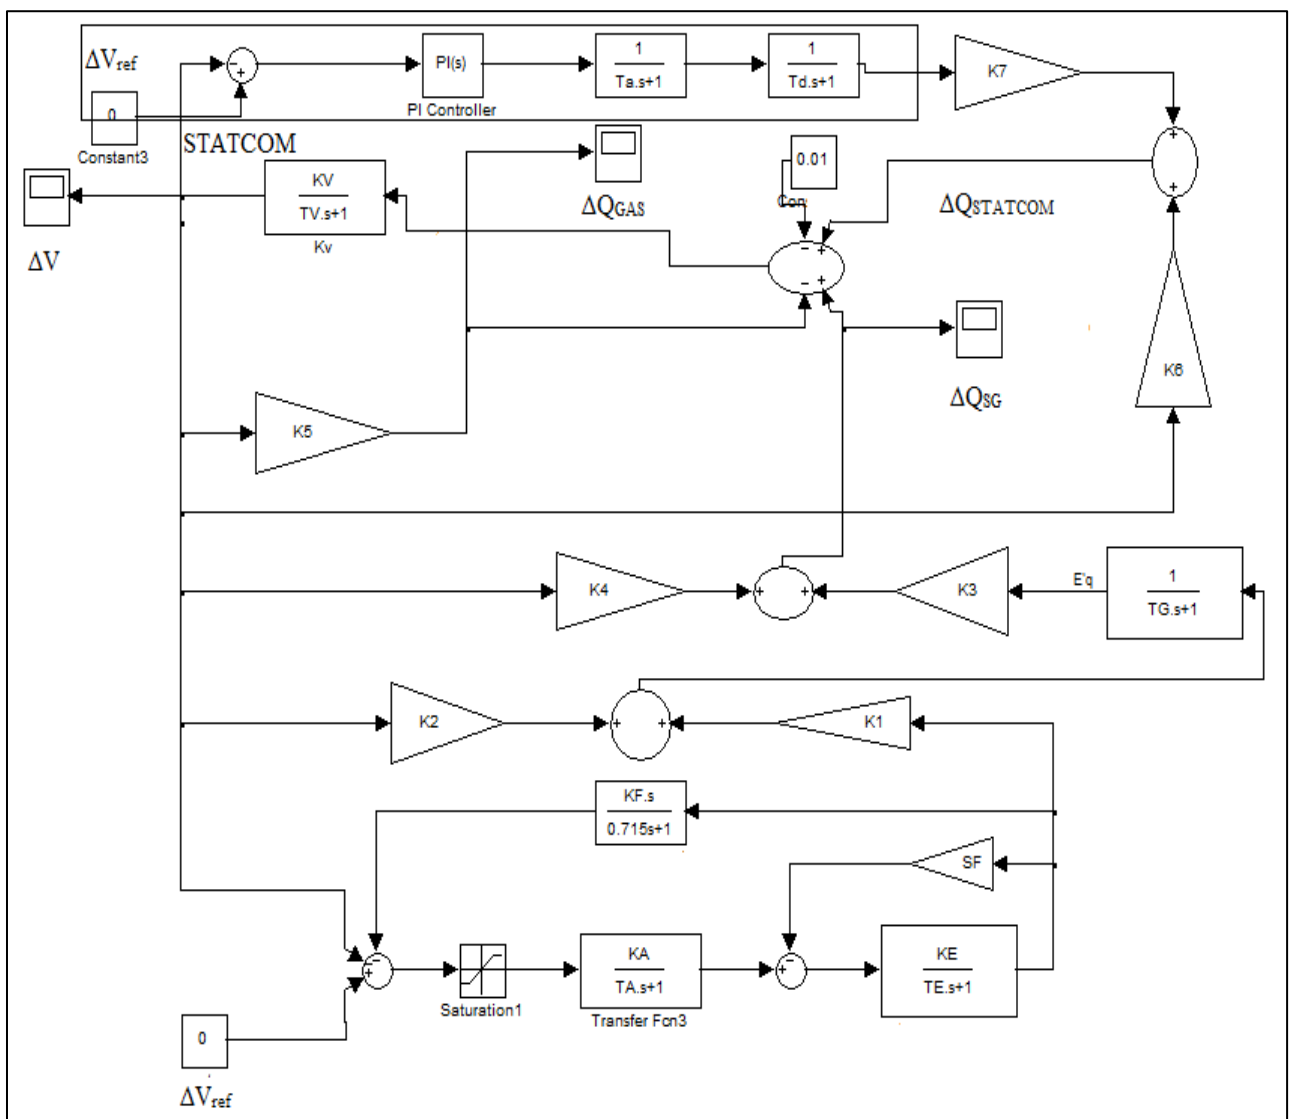 ΔVref
-
+
PI(s)
PI Controller
1
Ta.s+1
1
Td.s+1
K7
0
Constant3
STATCOM
+
+
KV
TV.s+1
Kv
ΔQGAS
0.01
Con
ΔQSTATCOM
ΔV
-
+
+
-
ΔQSG
K6
K5
K4
+
+
K3
E'q
1
TG.s+1
K2
+
+
K1
KF.s
0.715s+1
SF
-
-
+
Saturation1
KA
TA.s+1
Transfer Fcn3
-
+
KE
TE.s+1
0
ΔVref